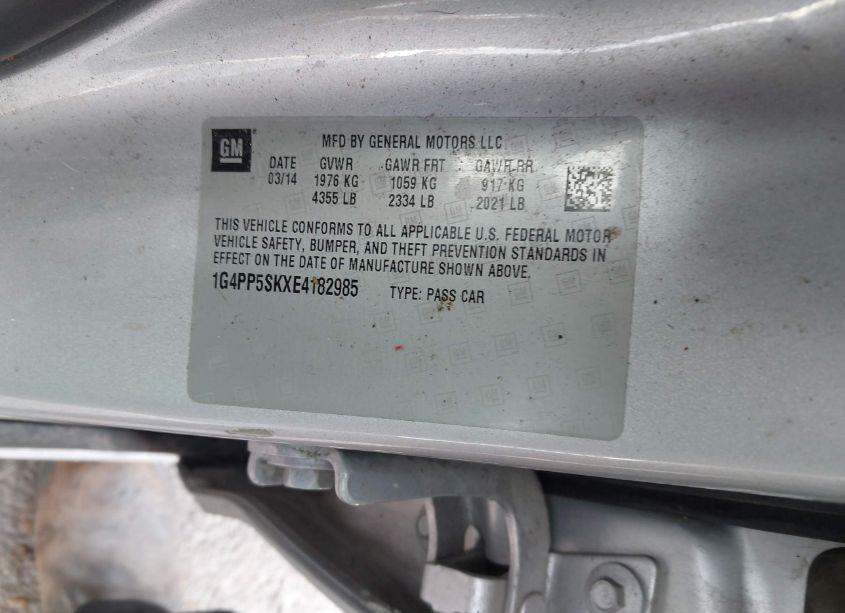 GM
MFD BY GENERAL MOTORS LLC
DATE GVWR GAWR FRT GAWR RR
03/14 1976 KG 1059 KG 917 KG
4355 LB 2334 LB 2021 LB
THIS VEHICLE CONFORMS TO ALL APPLICABLE U.S. FEDERAL MOTOR
VEHICLE SAFETY, BUMPER, AND THEFT PREVENTION STANDARDS IN
EFFECT ON THE DATE OF MANUFACTURE SHOWN ABOVE.
1G4PP5SKXE4182985 TYPE: PASS CAR